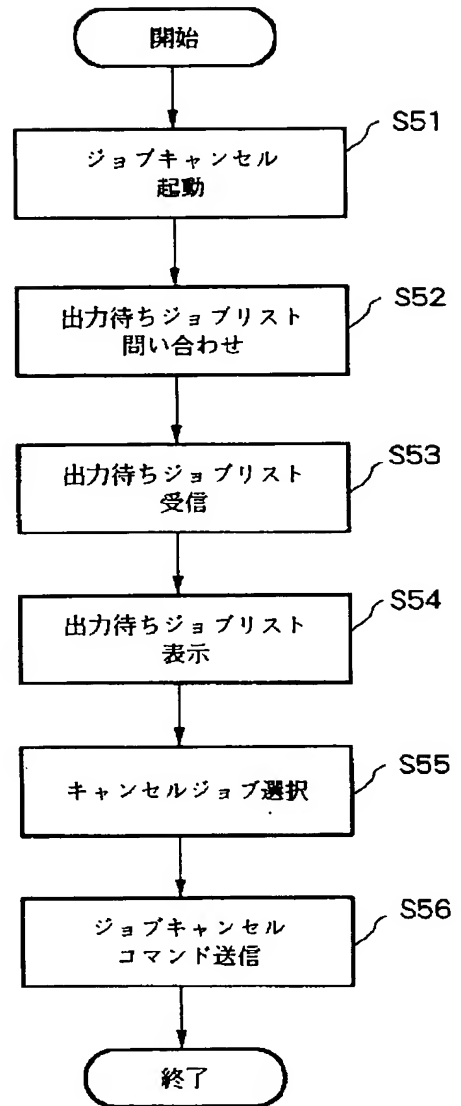 開始
S51
ジョブキャンセル
起動
S52
出力待ちジョブリスト
問い合わせ
S53
出力待ちジョブリスト
受信
S54
出力待ちジョブリスト
表示
S55
キャンセルジョブ選択
S56
ジョブキャンセル
コマンド送信
終了